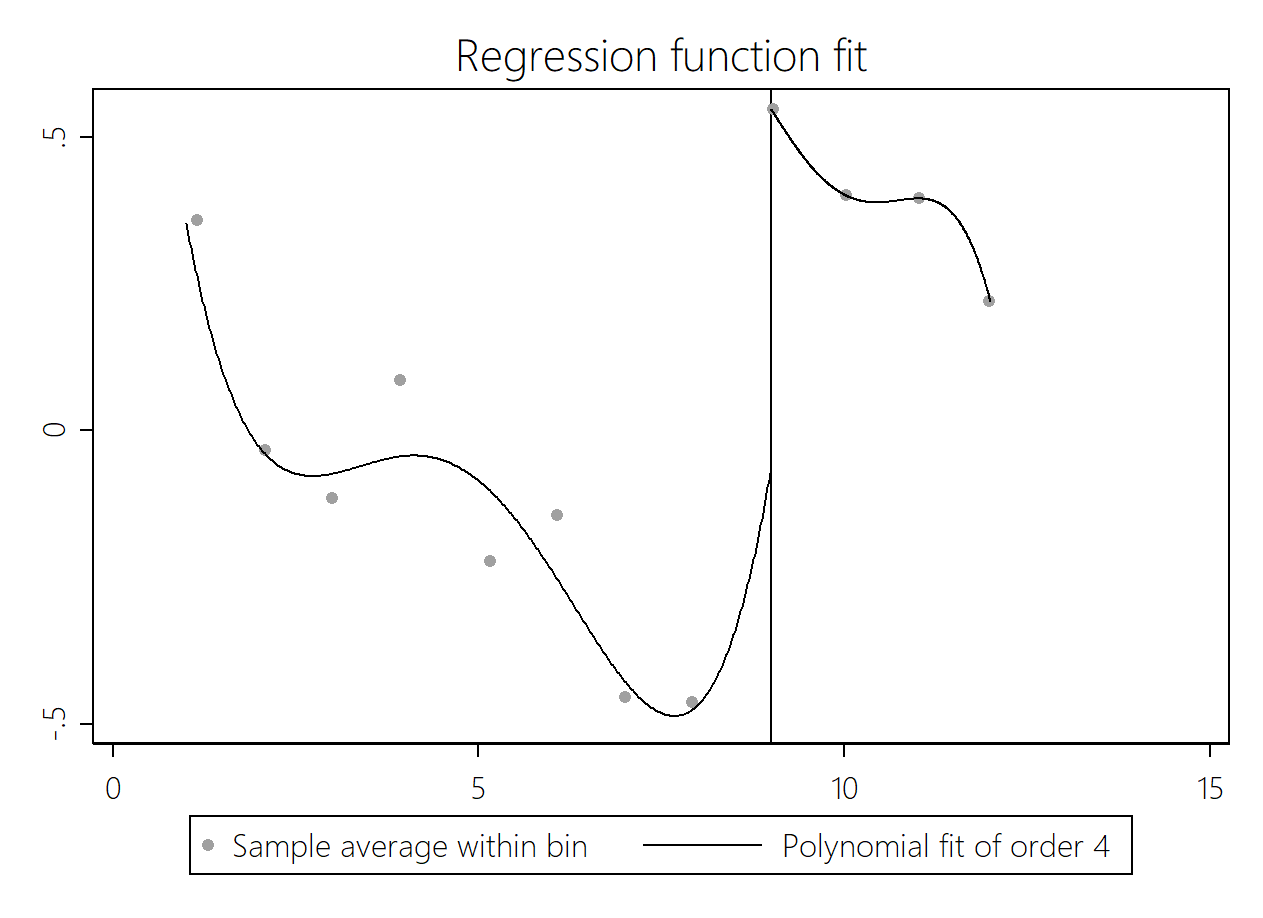 Regression function fit
.5
0
-.5
0 5 10 15
Sample average within bin Polynomial fit of order 4